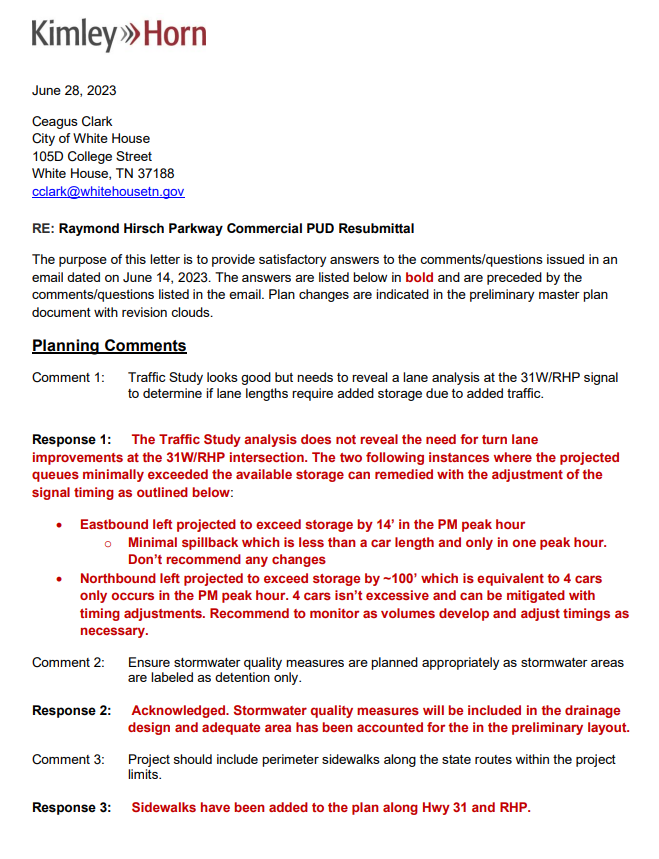 Kimley»Horn
June 28, 2023
Ceagus Clark
City of White House
105D College Street
White House, TN 37188
cclark@whitehousetn.gov
RE: Raymond Hirsch Parkway Commercial PUD Resubmittal
The purpose of this letter is to provide satisfactory answers to the comments/questions issued in an
email dated on June 14, 2023. The answers are listed below in bold and are preceded by the
comments/questions listed in the email. Plan changes are indicated in the preliminary master plan
document with revision clouds.
Planning Comments
Comment 1: Traffic Study looks good but needs to reveal a lane analysis at the 31W/RHP signal
to determine if lane lengths require added storage due to added traffic.
Response 1: The Traffic Study analysis does not reveal the need for turn lane
improvements at the 31W/RHP intersection. The two following instances where the projected
queues minimally exceeded the available storage can remedied with the adjustment of the
signal timing as outlined below:
• Eastbound left projected to exceed storage by 14' in the PM peak hour
o Minimal spillback which is less than a car length and only in one peak hour.
Don't recommend any changes
• Northbound left projected to exceed storage by ~100' which is equivalent to 4 cars
only occurs in the PM peak hour. 4 cars isn't excessive and can be mitigated with
timing adjustments. Recommend to monitor as volumes develop and adjust timings as
necessary.
Comment 2: Ensure stormwater quality measures are planned appropriately as stormwater areas
are labeled as detention only.
Response 2: Acknowledged. Stormwater quality measures will be included in the drainage
design and adequate area has been accounted for the in the preliminary layout.
Comment 3: Project should include perimeter sidewalks along the state routes within the project
limits.
Response 3: Sidewalks have been added to the plan along Hwy 31 and RHP.